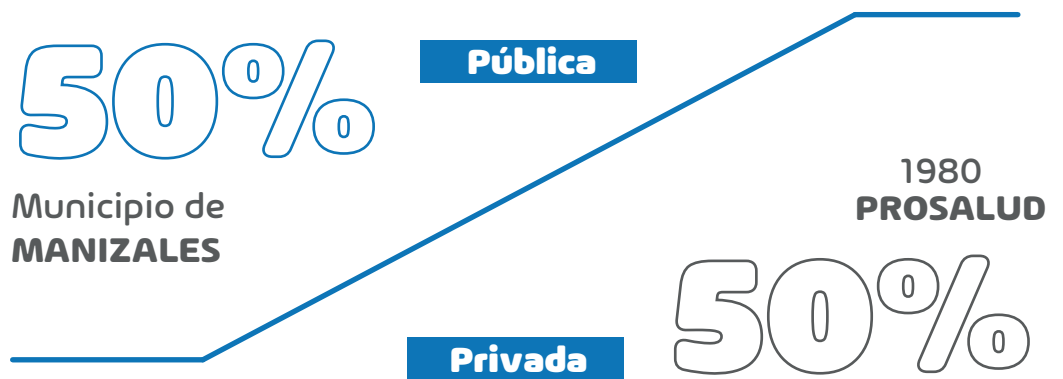 50%
Pública
Municipio de
MANIZALES
1980
PROSALUD
50%
Privada